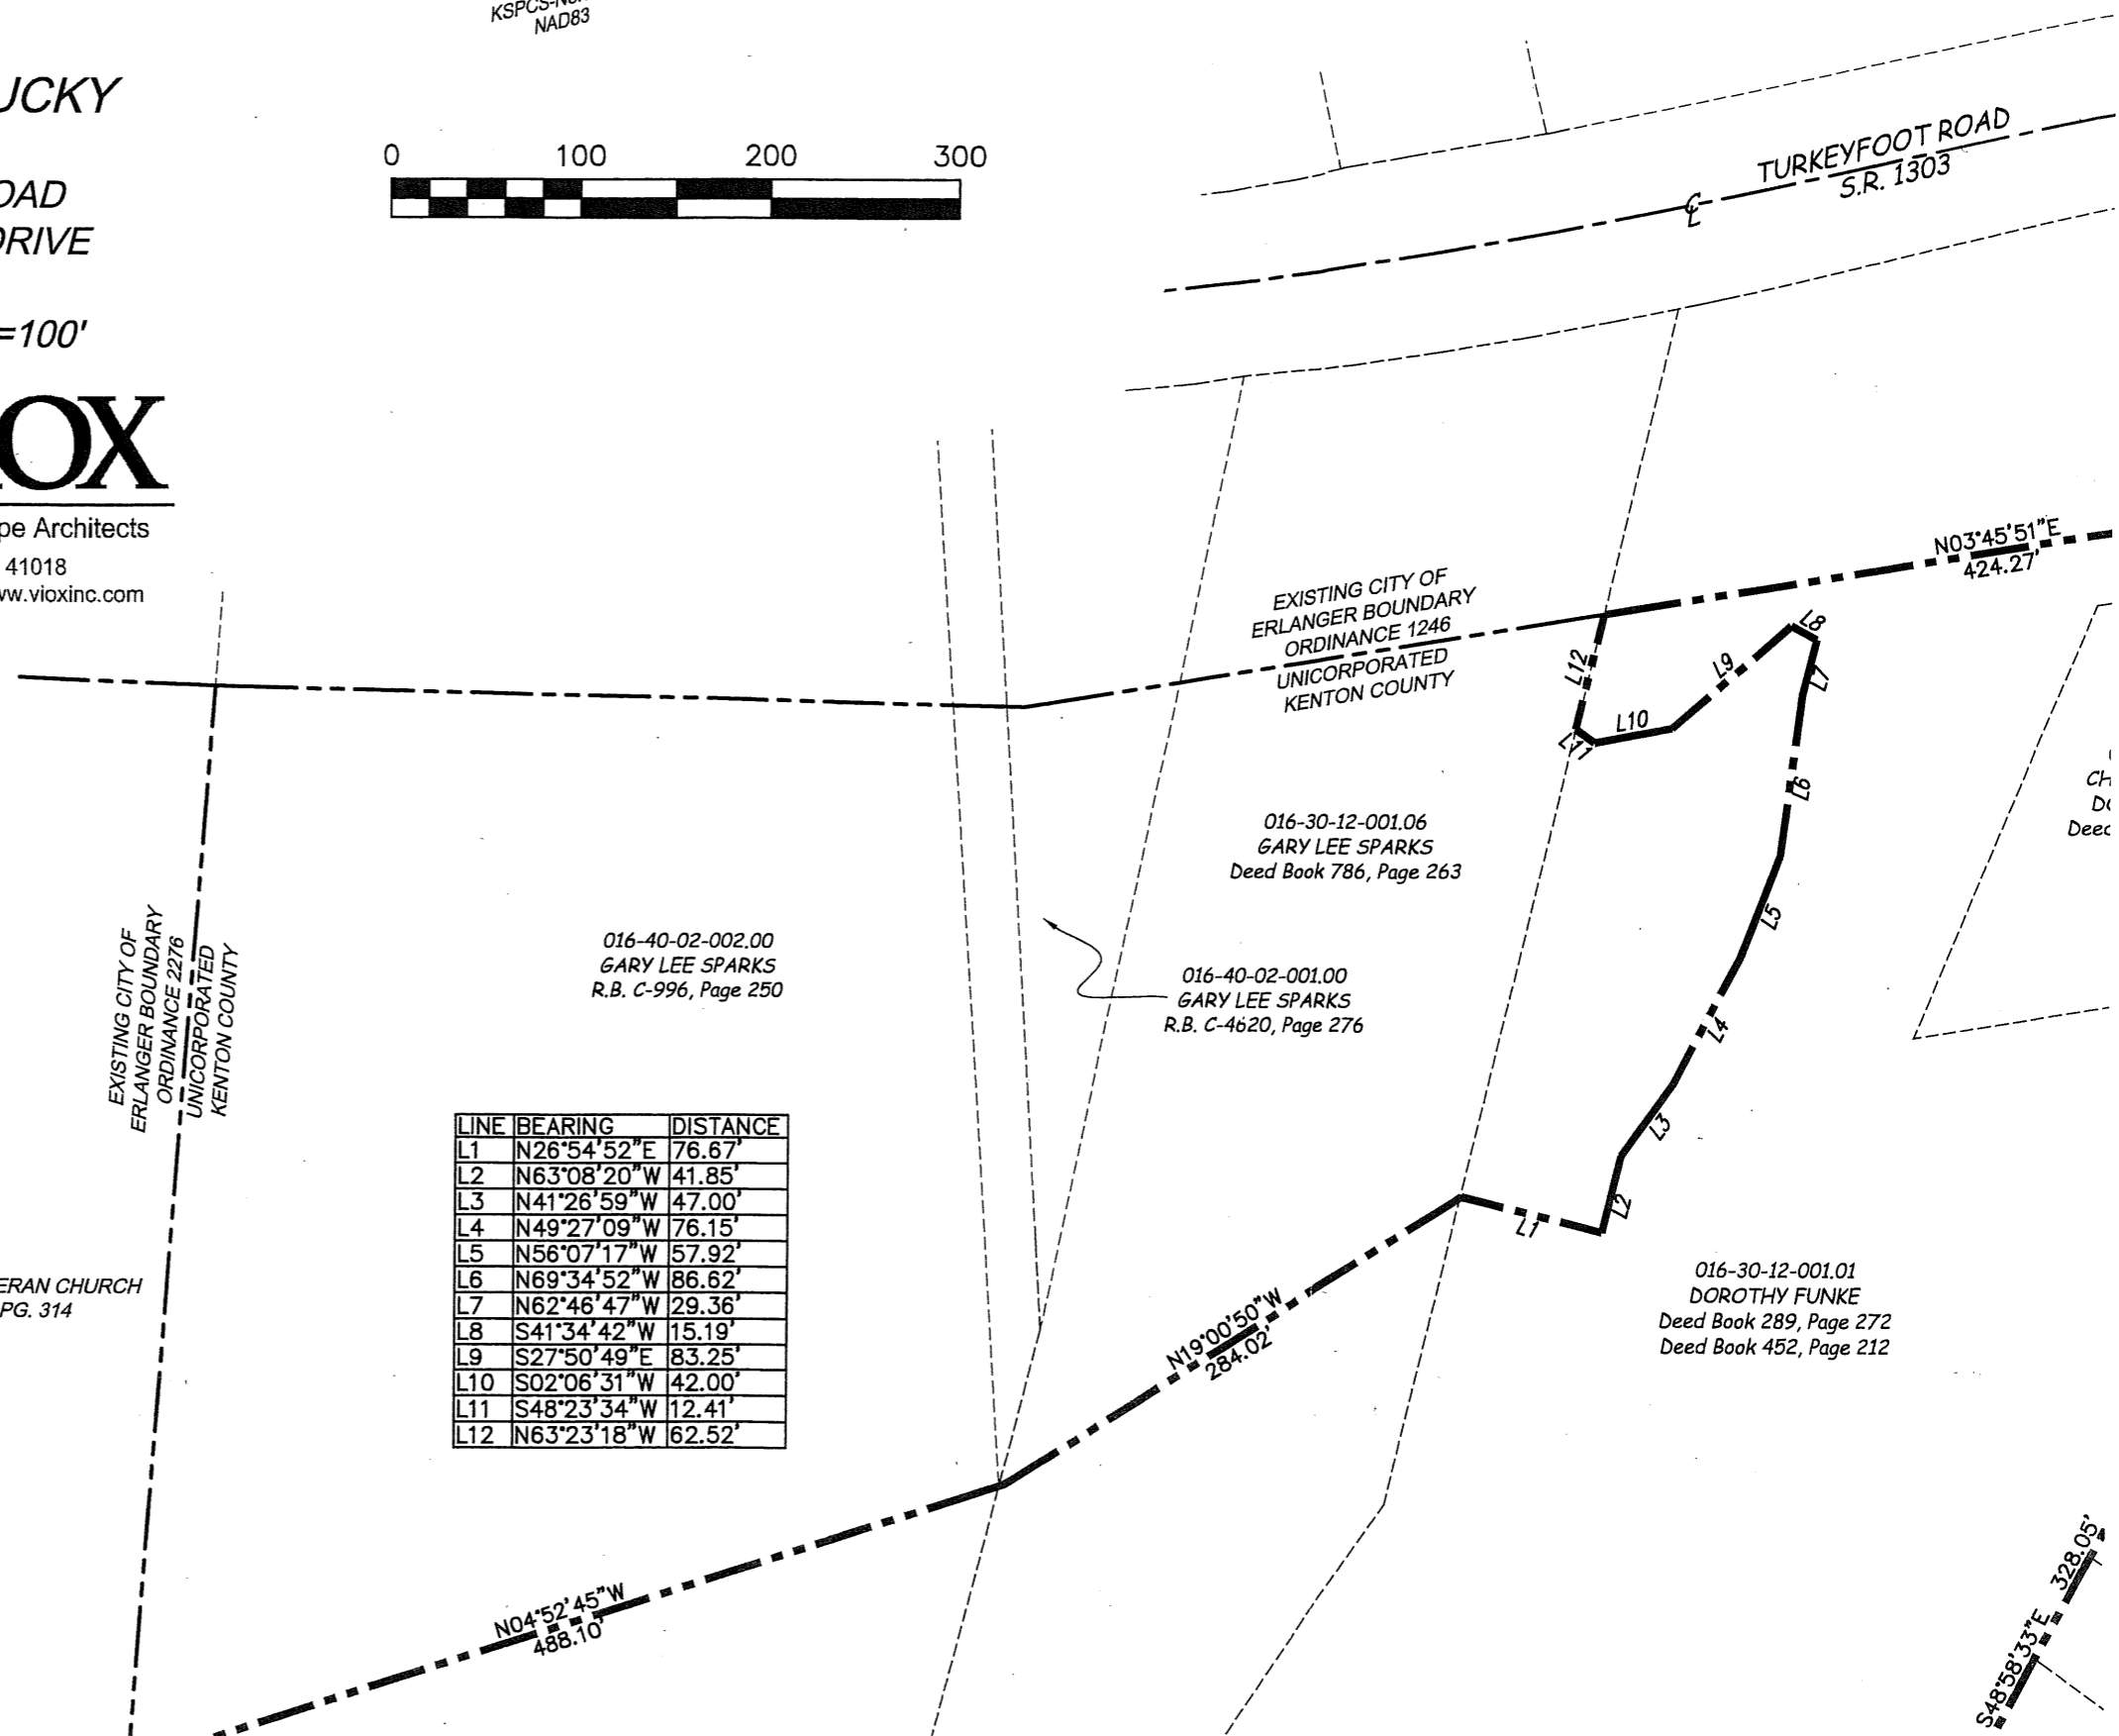 NAD83
UCKY
OAD
DRIVE
=100'
OX
pe Architects
41018
w.vioxinc.com
0 100 200 300
TURKEYFOOT ROAD
S.R. 1303
℄
N03°45'51"E
424.27'
EXISTING CITY OF
ERLANGER BOUNDARY
ORDINANCE 1246
UNICORPORATED
KENTON COUNTY
L8
L9
L7
L12
L10
L11
L6
L5
L4
L3
L2
L1
016-30-12-001.06
GARY LEE SPARKS
Deed Book 786, Page 263
CH
Deed
016-40-02-002.00
GARY LEE SPARKS
R.B. C-996, Page 250
016-40-02-001.00
GARY LEE SPARKS
R.B. C-4620, Page 276
EXISTING CITY OF
ERLANGER BOUNDARY
ORDINANCE 2276
UNICORPORATED
KENTON COUNTY
LINE BEARING DISTANCE
L1 N26°54'52"E 76.67'
L2 N63°08'20"W 41.85'
L3 N41°26'59"W 47.00'
L4 N49°27'09"W 76.15'
L5 N56°07'17"W 57.92'
L6 N69°34'52"W 86.62'
L7 N62°46'47"W 29.36'
L8 S41°34'42"W 15.19'
L9 S27°50'49"E 83.25'
L10 S02°06'31"W 42.00'
L11 S48°23'34"W 12.41'
L12 N63°23'18"W 62.52'
ERAN CHURCH
PG. 314
016-30-12-001.01
DOROTHY FUNKE
Deed Book 289, Page 272
Deed Book 452, Page 212
N19°00'50"W
284.02'
N04°52'45"W
488.10'
S48°58'33"E 328.05'